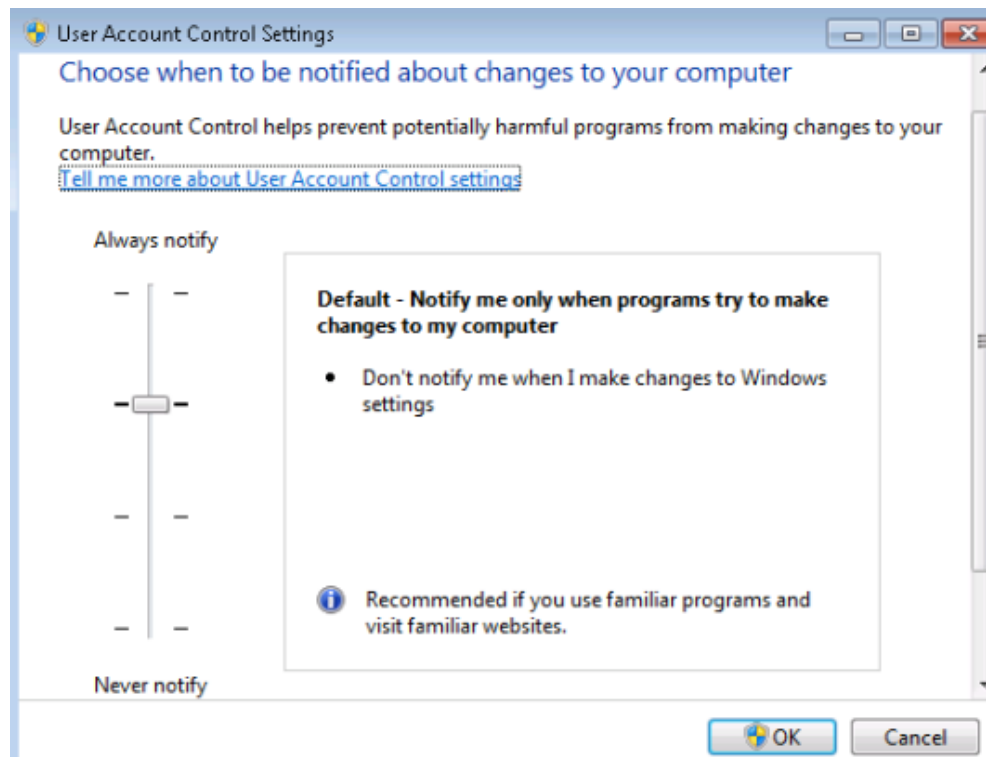 User Account Control Settings
Choose when to be notified about changes to your computer
User Account Control helps prevent potentially harmful programs from making changes to your
computer.
Tell me more about User Account Control settings
Always notify
Default - Notify me only when programs try to make
changes to my computer
• Don't notify me when I make changes to Windows
settings
Recommended if you use familiar programs and
visit familiar websites.
Never notify
OK
Cancel